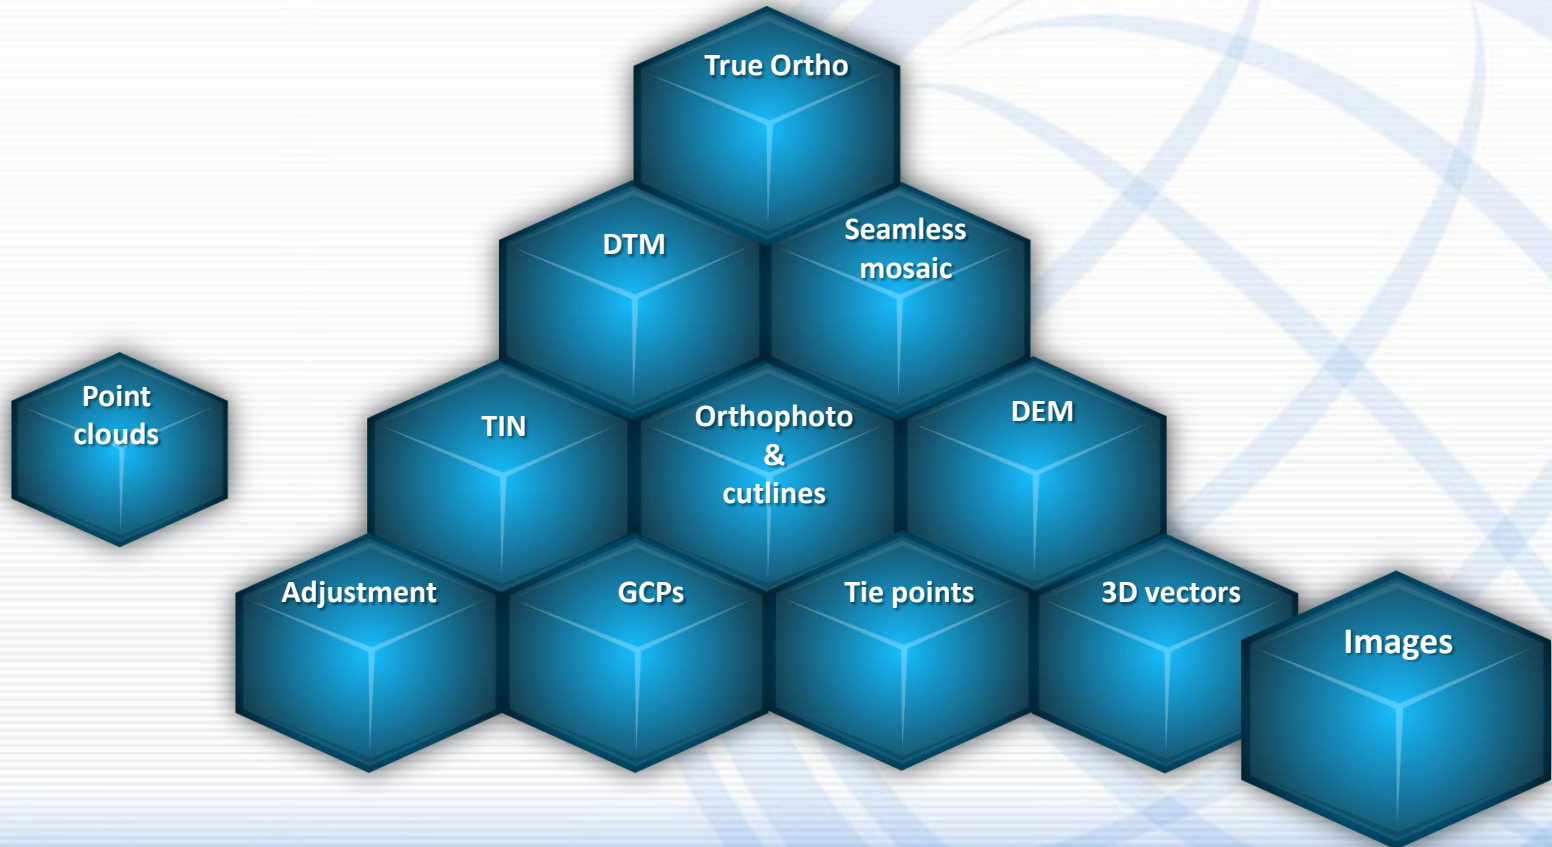 True Ortho
DTM
Seamless
mosaic
Point
clouds
TIN
Orthophoto
&
cutlines
DEM
Adjustment
GCPs
Tie points
3D vectors
Images